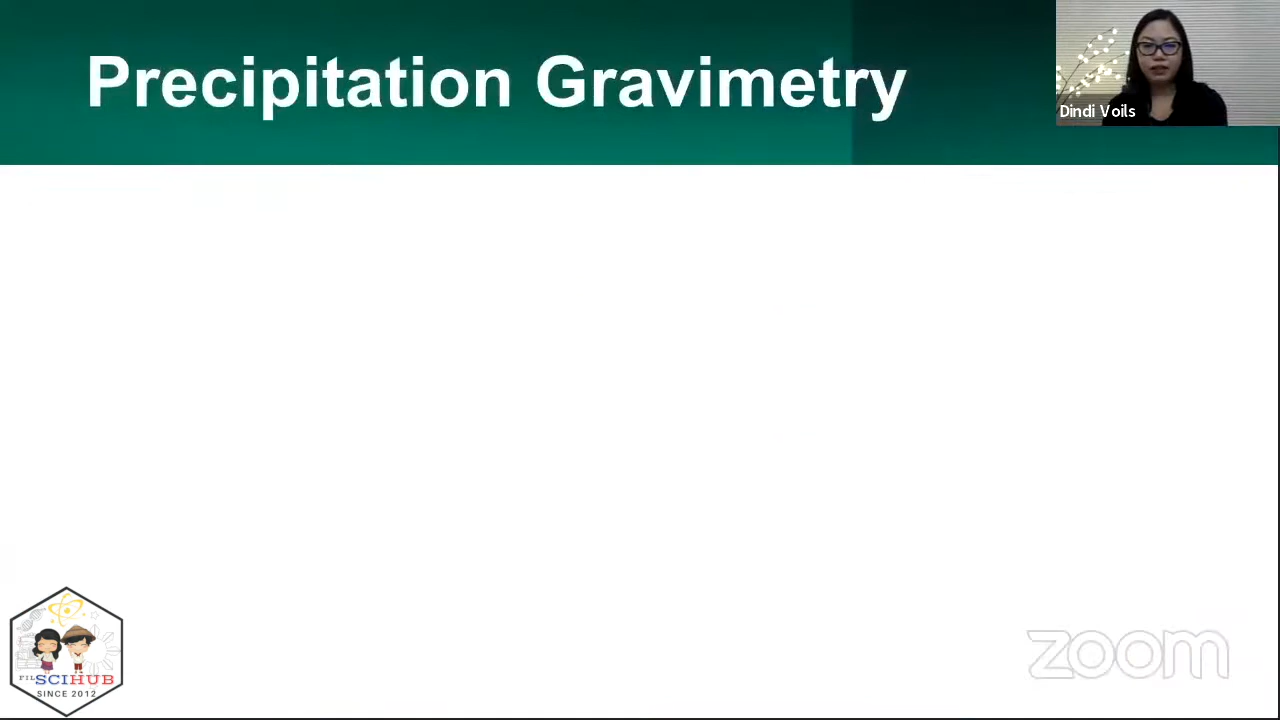 Precipitation Gravimetry
Dindi Voils
FIL SCIHUB
SINCE 2012
zoom